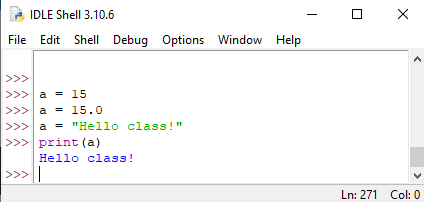 IDLE Shell 3.10.6
File Edit Shell Debug Options Window Help
>>>
>>> a = 15
>>> a = 15.0
>>> a = "Hello class!"
>>> print(a)
Hello class!
>>>
Ln: 271 Col: 0